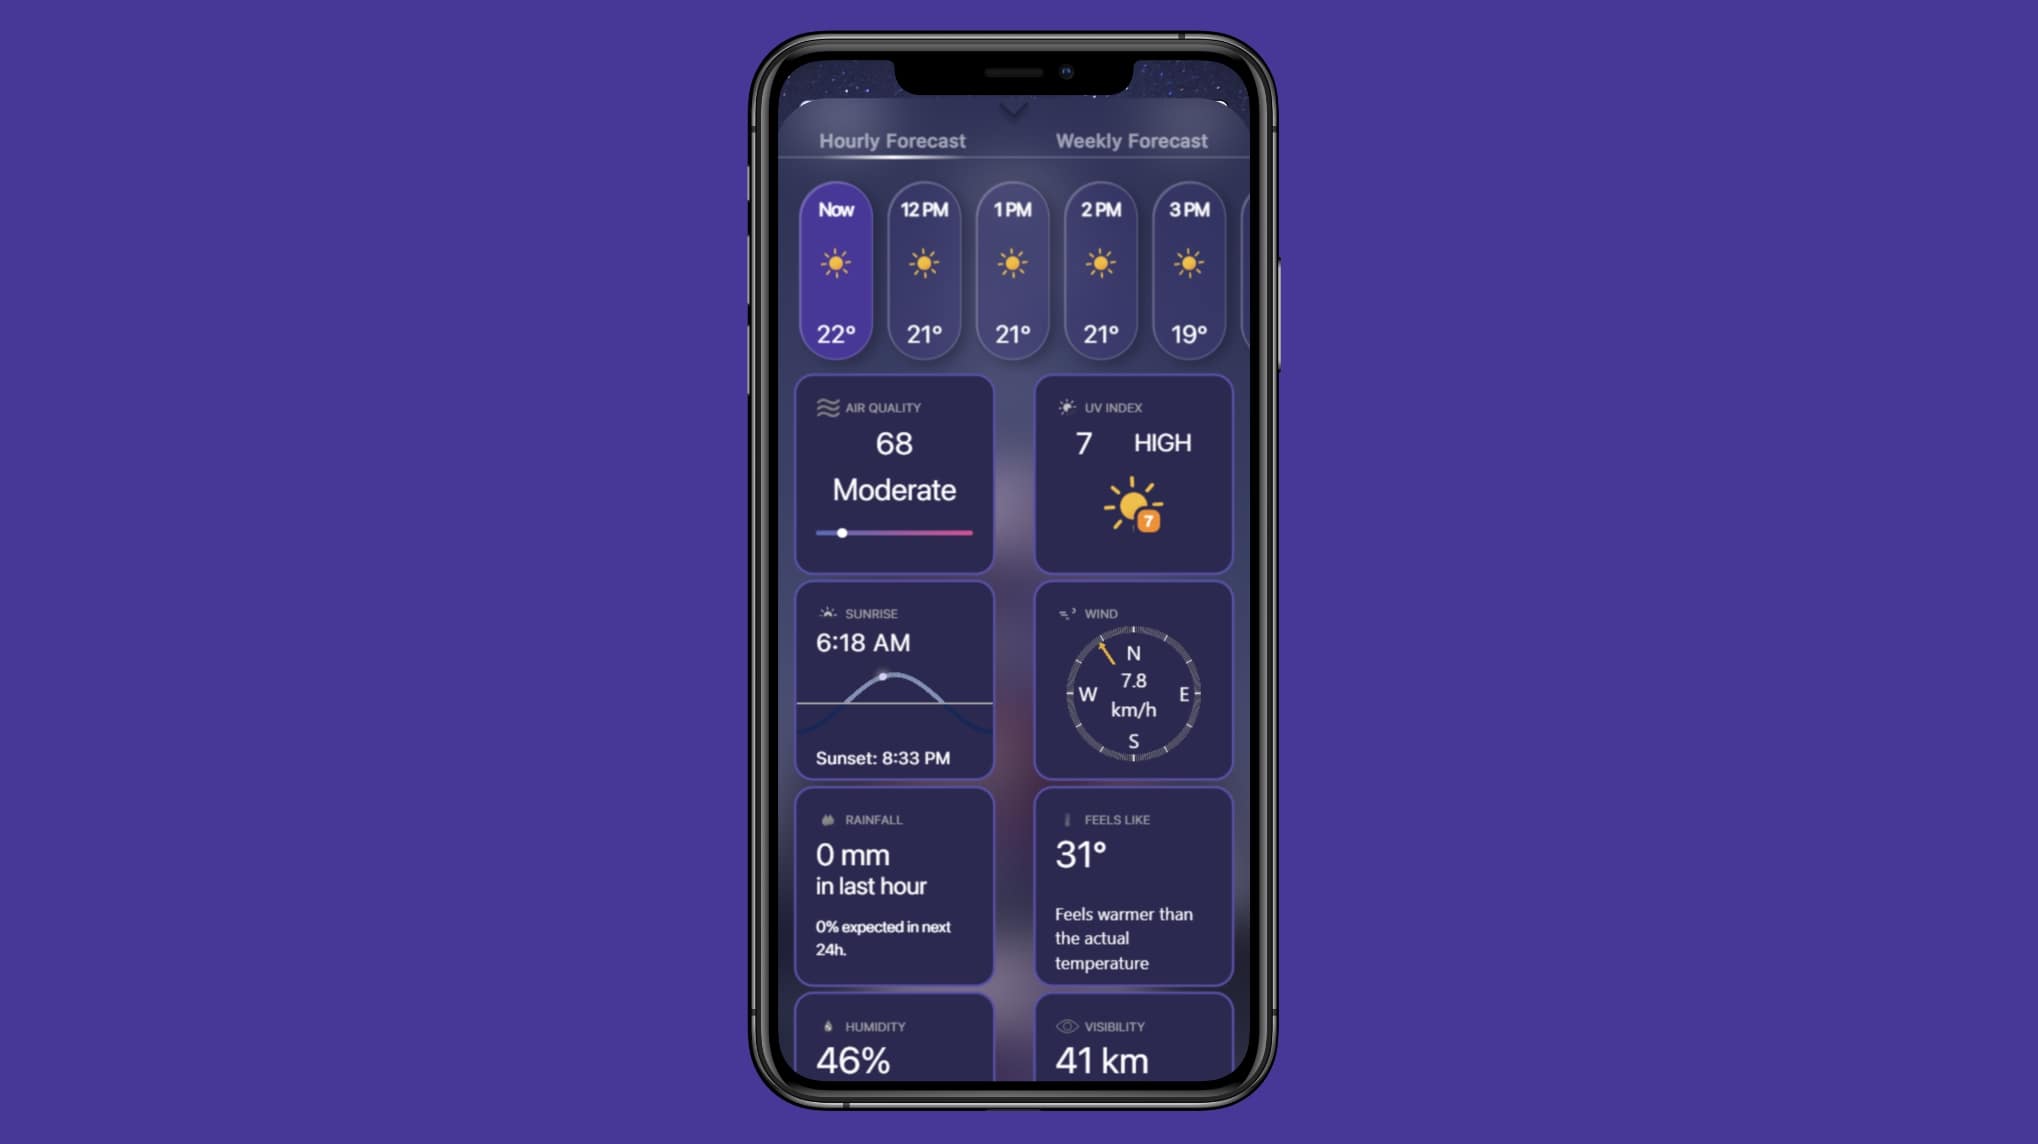 Hourly Forecast Weekly Forecast
Now 12 PM 1 PM 2 PM 3 PM
22° 21° 21° 21° 19°
AIR QUALITY
68
Moderate
UV INDEX
7 HIGH
7
SUNRISE
6:18 AM
Sunset: 8:33 PM
WIND
N
7.8
W E
km/h
S
RAINFALL
0 mm
in last hour
0% expected in next
24h.
FEELS LIKE
31°
Feels warmer than
the actual
temperature
HUMIDITY
46%
VISIBILITY
41 km